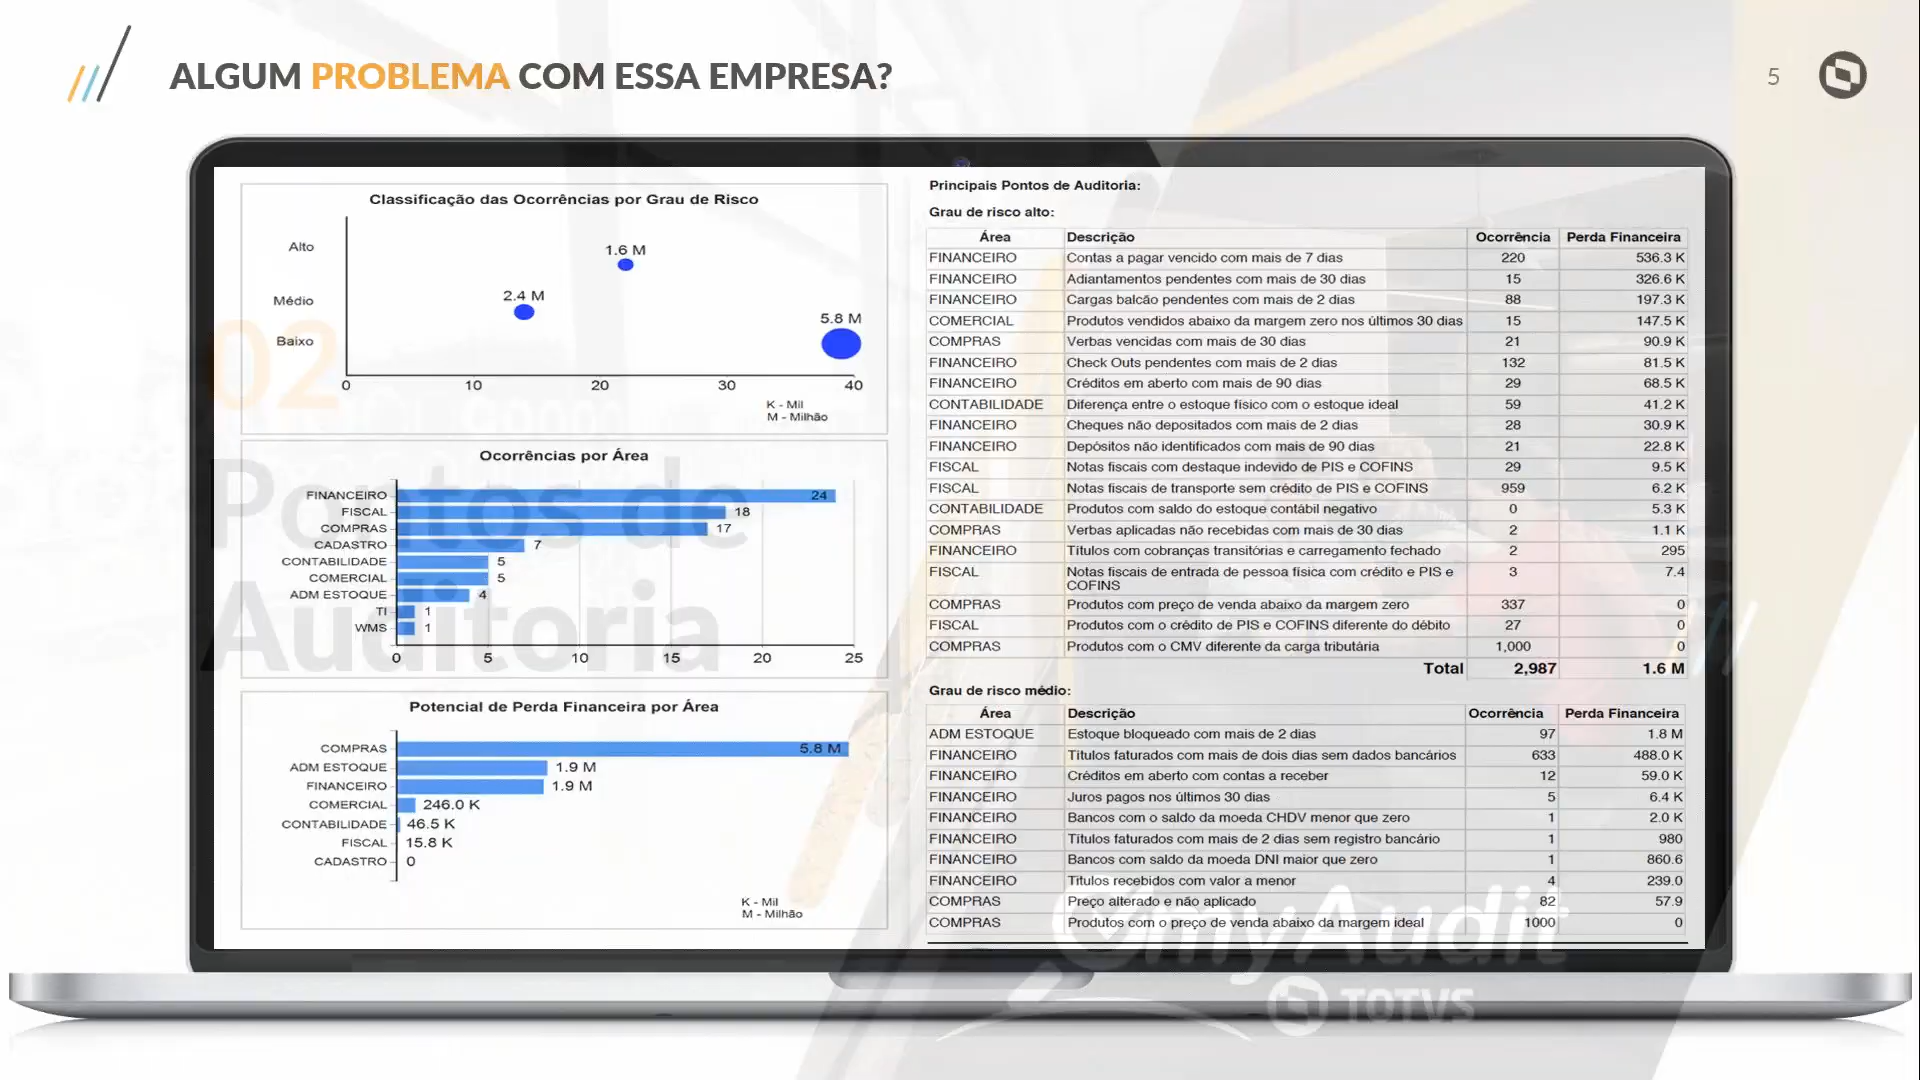 ALGUM PROBLEMA COM ESSA EMPRESA?
5
Classificação das Ocorrências por Grau de Risco
Alto
1.6 M
Médio
2.4 M
5.8 M
Baixo
0 10 20 30 40
K - Mil
M - Milhão
02
Pontos de
Auditoria
Ocorrências por Área
FINANCEIRO 24
FISCAL 18
COMPRAS 17
CADASTRO 7
CONTABILIDADE 5
COMERCIAL 5
ADM ESTOQUE 4
TI 1
WMS 1
0 5 10 15 20 25
Potencial de Perda Financeira por Área
COMPRAS 5.8 M
ADM ESTOQUE 1.9 M
FINANCEIRO 1.9 M
COMERCIAL 246.0 K
CONTABILIDADE 46.5 K
FISCAL 15.8 K
CADASTRO 0
K - Mil
M - Milhão
Principais Pontos de Auditoria:
Grau de risco alto:
Área Descrição Ocorrência Perda Financeira
FINANCEIRO Contas a pagar vencido com mais de 7 dias 220 536.3 K
FINANCEIRO Adiantamentos pendentes com mais de 30 dias 15 326.6 K
FINANCEIRO Cargas balcão pendentes com mais de 2 dias 88 197.3 K
COMERCIAL Produtos vendidos abaixo da margem zero nos últimos 30 dias 15 147.5 K
COMPRAS Verbas vencidas com mais de 30 dias 21 90.9 K
FINANCEIRO Check Outs pendentes com mais de 2 dias 132 81.5 K
FINANCEIRO Créditos em aberto com mais de 90 dias 29 68.5 K
CONTABILIDADE Diferença entre o estoque físico com o estoque ideal 59 41.2 K
FINANCEIRO Cheques não depositados com mais de 2 dias 28 30.9 K
FINANCEIRO Depósitos não identificados com mais de 90 dias 21 22.8 K
FISCAL Notas fiscais com destaque indevido de PIS e COFINS 29 9.5 K
FISCAL Notas fiscais de transporte sem crédito de PIS e COFINS 959 6.2 K
CONTABILIDADE Produtos com saldo do estoque contábil negativo 0 5.3 K
COMPRAS Verbas aplicadas não recebidas com mais de 30 dias 2 1.1 K
FINANCEIRO Títulos com cobranças transitórias e carregamento fechado 2 295
FISCAL Notas fiscais de entrada de pessoa física com crédito e PIS e 3 7.4
COFINS
COMPRAS Produtos com preço de venda abaixo da margem zero 337 0
FISCAL Produtos com o crédito de PIS e COFINS diferente do débito 27 0
COMPRAS Produtos com o CMV diferente da carga tributária 1,000 0
Total 2,987 1.6 M
Grau de risco médio:
Área Descrição Ocorrência Perda Financeira
ADM ESTOQUE Estoque bloqueado com mais de 2 dias 97 1.8 M
FINANCEIRO Títulos faturados com mais de dois dias sem dados bancários 633 488.0 K
FINANCEIRO Créditos em aberto com contas a receber 12 59.0 K
FINANCEIRO Juros pagos nos últimos 30 dias 5 6.4 K
FINANCEIRO Bancos com o saldo da moeda CHDV menor que zero 1 2.0 K
FINANCEIRO Títulos faturados com mais de 2 dias sem registro bancário 1 980
FINANCEIRO Bancos com saldo da moeda DNI maior que zero 1 860.6
FINANCEIRO Títulos recebidos com valor a menor 4 239.0
COMPRAS Preço alterado e não aplicado 82 57.9
COMPRAS Produtos com o preço de venda abaixo da margem ideal 1000 0
myAudit
TOTVS